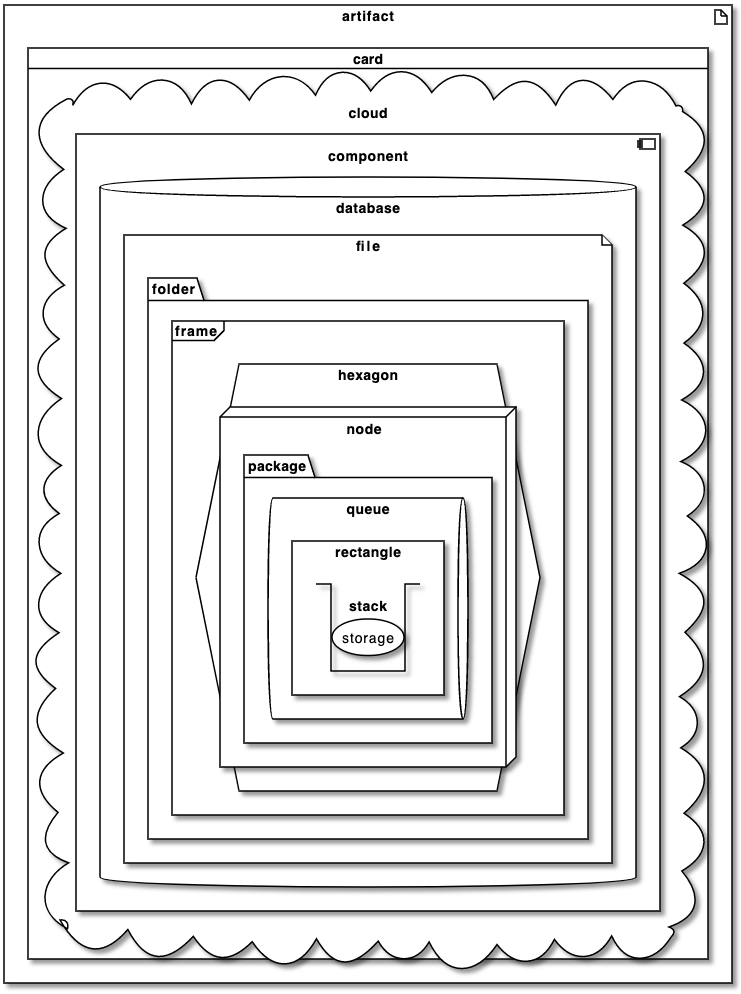 artifact
card
cloud
component
database
file
folder
frame
hexagon
node
package
queue
rectangle
stack
storage